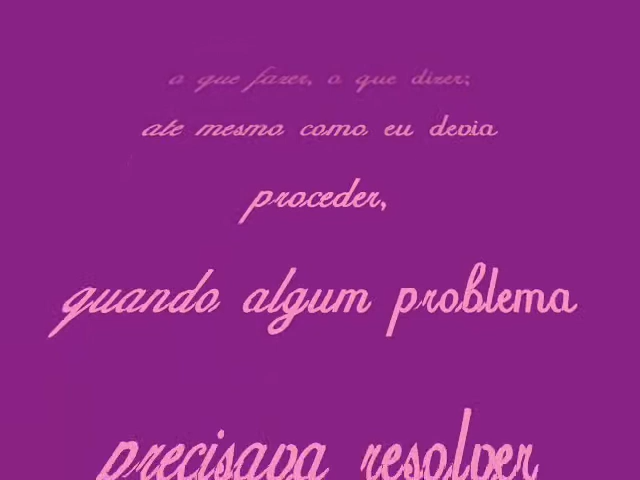 o que fazer, o que dizer;
ate mesmo como eu devia
proceder,
quando algum problema
precisava resolver